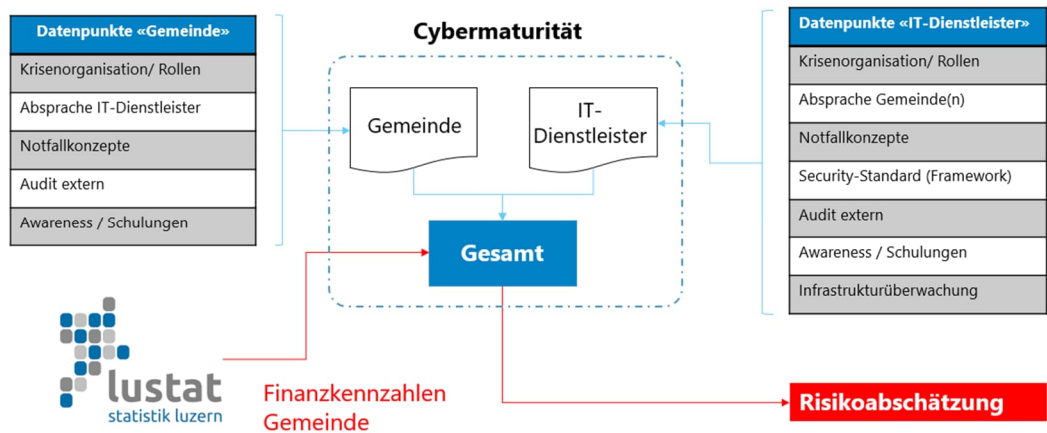 Datenpunkte «Gemeinde»
Krisenorganisation/ Rollen
Absprache IT-Dienstleister
Notfallkonzepte
Audit extern
Awareness / Schulungen
Cybermaturität
Gemeinde
IT-
Dienstleister
Gesamt
Datenpunkte «IT-Dienstleister»
Krisenorganisation/ Rollen
Absprache Gemeinde(n)
Notfallkonzepte
Security-Standard (Framework)
Audit extern
Awareness / Schulungen
Infrastrukturüberwachung
lustat
statistik luzern
Finanzkennzahlen
Gemeinde
Risikoabschätzung